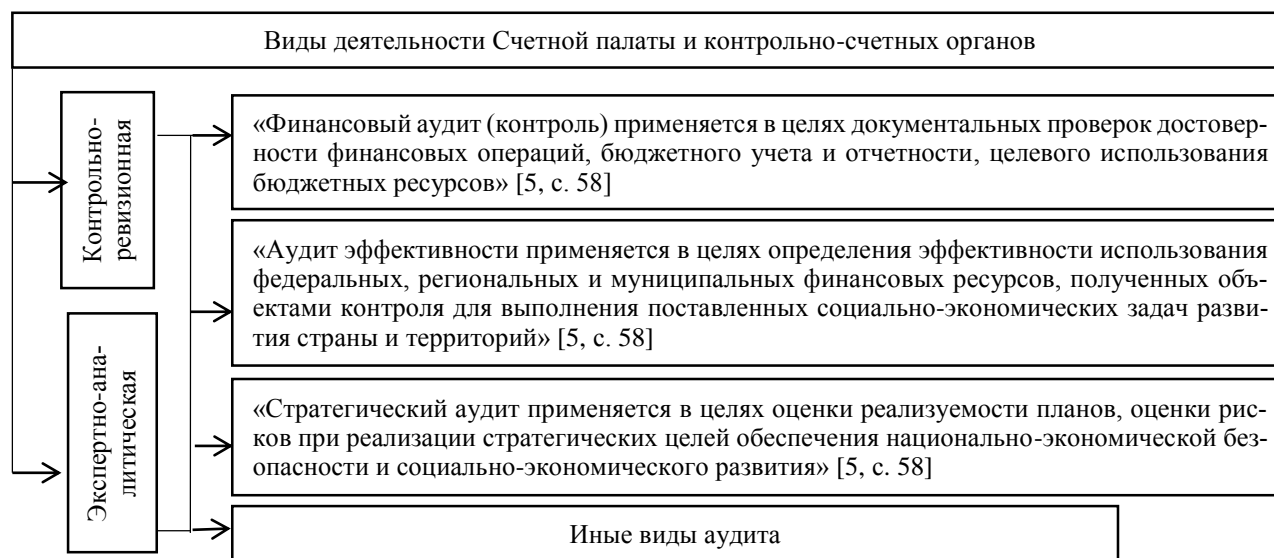 Виды деятельности Счетной палаты и контрольно-счетных органов
Контрольно-
ревизионная
«Финансовый аудит (контроль) применяется в целях документальных проверок достовер-
ности финансовых операций, бюджетного учета и отчетности, целевого использования
бюджетных ресурсов» [5, с. 58]
«Аудит эффективности применяется в целях определения эффективности использования
федеральных, региональных и муниципальных финансовых ресурсов, полученных объ-
ектами контроля для выполнения поставленных социально-экономических задач разви-
тия страны и территорий» [5, с. 58]
Экспертно-ана-
литическая
«Стратегический аудит применяется в целях оценки реализуемости планов, оценки рис-
ков при реализации стратегических целей обеспечения национально-экономической без-
опасности и социально-экономического развития» [5, с. 58]
Иные виды аудита